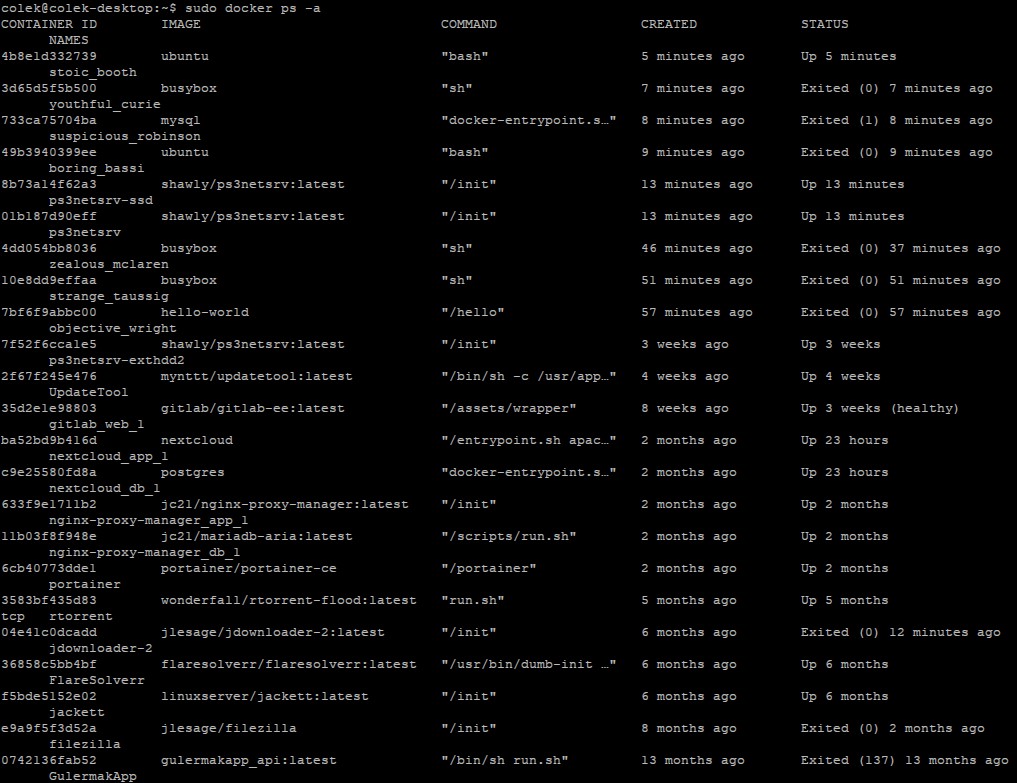 colek@colek-desktop:~$ sudo docker ps -a
CONTAINER ID        IMAGE                              COMMAND                  CREATED             STATUS
      NAMES
4b8e1d332739        ubuntu                             "bash"                   5 minutes ago       Up 5 minutes
      stoic_booth
3d65d5f5b500        busybox                            "sh"                     7 minutes ago       Exited (0) 7 minutes ago
      youthful_curie
733ca75704ba        mysql                              "docker-entrypoint.s…"   8 minutes ago       Exited (1) 8 minutes ago
      suspicious_robinson
49b3940399ee        ubuntu                             "bash"                   9 minutes ago       Exited (0) 9 minutes ago
      boring_bassi
8b73a14f62a3        shawly/ps3netsrv:latest            "/init"                  13 minutes ago      Up 13 minutes
      ps3netsrv-ssd
01b187d90eff        shawly/ps3netsrv:latest            "/init"                  13 minutes ago      Up 13 minutes
      ps3netsrv
4dd054bb8036        busybox                            "sh"                     46 minutes ago      Exited (0) 37 minutes ago
      zealous_mclaren
10e8dd9effaa        busybox                            "sh"                     51 minutes ago      Exited (0) 51 minutes ago
      strange_taussig
7bf6f9abbc00        hello-world                        "/hello"                 57 minutes ago      Exited (0) 57 minutes ago
      objective_wright
7f52f6cca1e5        shawly/ps3netsrv:latest            "/init"                  3 weeks ago         Up 3 weeks
      ps3netsrv-exthdd2
2f67f245e476        mynttt/updatetool:latest           "/bin/sh -c /usr/app…"   4 weeks ago         Up 4 weeks
      UpdateTool
35d2e1e98803        gitlab/gitlab-ee:latest            "/assets/wrapper"        8 weeks ago         Up 3 weeks (healthy)
      gitlab_web_1
ba52bd9b416d        nextcloud                          "/entrypoint.sh apac…"   2 months ago        Up 23 hours
      nextcloud_app_1
c9e25580fd8a        postgres                           "docker-entrypoint.s…"   2 months ago        Up 23 hours
      nextcloud_db_1
633f9e1711b2        jc21/nginx-proxy-manager:latest    "/init"                  2 months ago        Up 2 months
      nginx-proxy-manager_app_1
11b03f8f948e        jc21/mariadb-aria:latest           "/scripts/run.sh"        2 months ago        Up 2 months
      nginx-proxy-manager_db_1
6cb40773dde1        portainer/portainer-ce             "/portainer"             2 months ago        Up 2 months
      portainer
3583bf435d83        wonderfall/rtorrent-flood:latest   "run.sh"                 5 months ago        Up 5 months
tcp   rtorrent
04e41c0dcadd        jlesage/jdownloader-2:latest       "/init"                  6 months ago        Exited (0) 12 minutes ago
      jdownloader-2
36858c5bb4bf        flaresolverr/flaresolverr:latest   "/usr/bin/dumb-init …"   6 months ago        Up 6 months
      FlareSolverr
f5bde5152e02        linuxserver/jackett:latest         "/init"                  6 months ago        Up 6 months
      jackett
e9a9f5f3d52a        jlesage/filezilla                  "/init"                  8 months ago        Exited (0) 2 months ago
      filezilla
0742136fab52        gulermakapp_api:latest             "/bin/sh run.sh"         13 months ago       Exited (137) 13 months ago
      GulermakApp